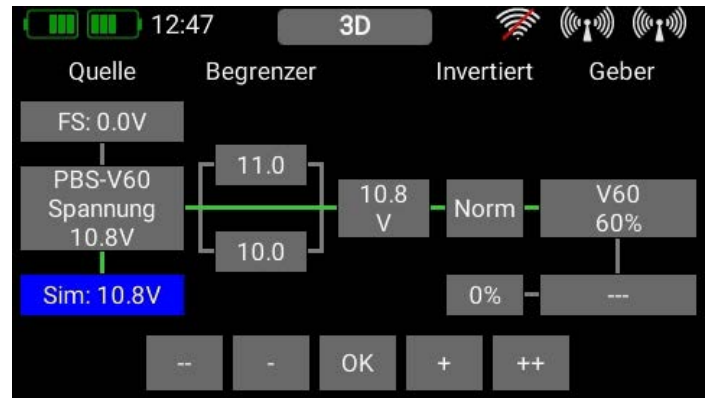 12:47 3D
Quelle Begrenzer Invertiert Geber
FS: 0.0V
11.0
PBS-V60
Spannung
10.8V
10.8
V
Norm
V60
60%
10.0
Sim: 10.8V
0%
---
-- - OK + ++